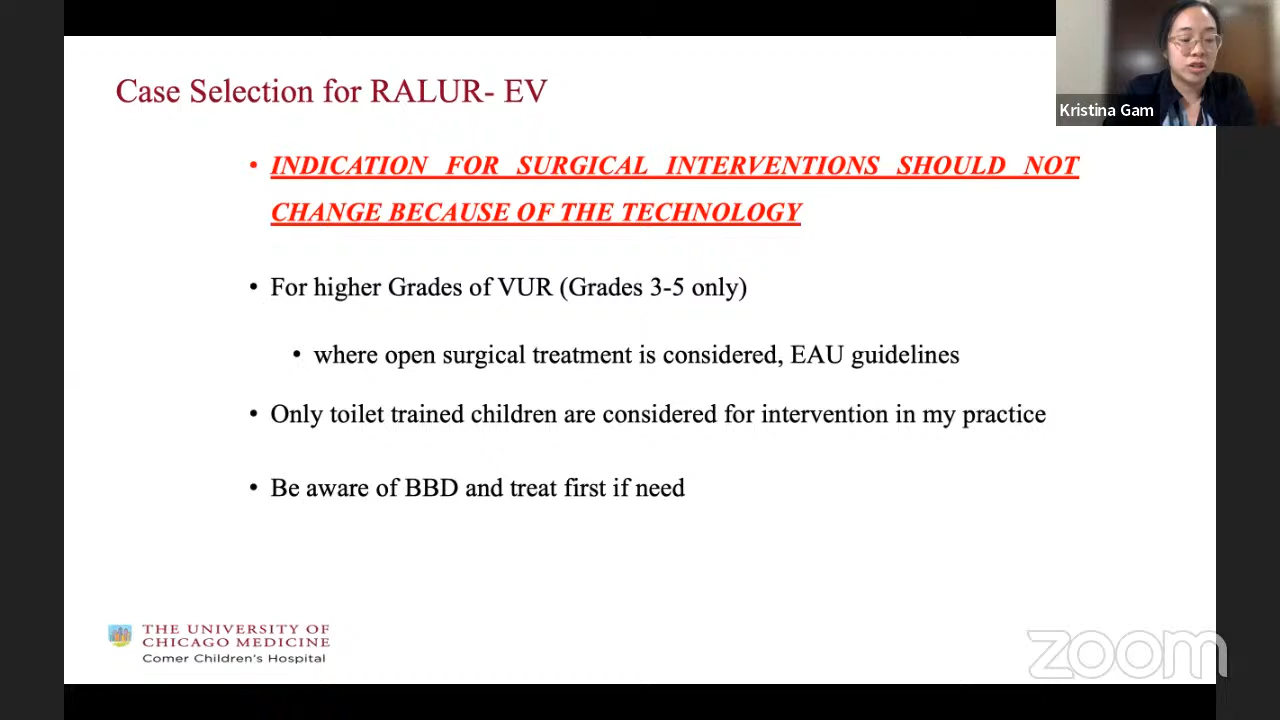 Case Selection for RALUR- EV
Kristina Gam
• INDICATION FOR SURGICAL INTERVENTIONS SHOULD NOT
CHANGE BECAUSE OF THE TECHNOLOGY
• For higher Grades of VUR (Grades 3-5 only)
• where open surgical treatment is considered, EAU guidelines
• Only toilet trained children are considered for intervention in my practice
• Be aware of BBD and treat first if need
THE UNIVERSITY OF
CHICAGO MEDICINE
Comer Children's Hospital
zoom